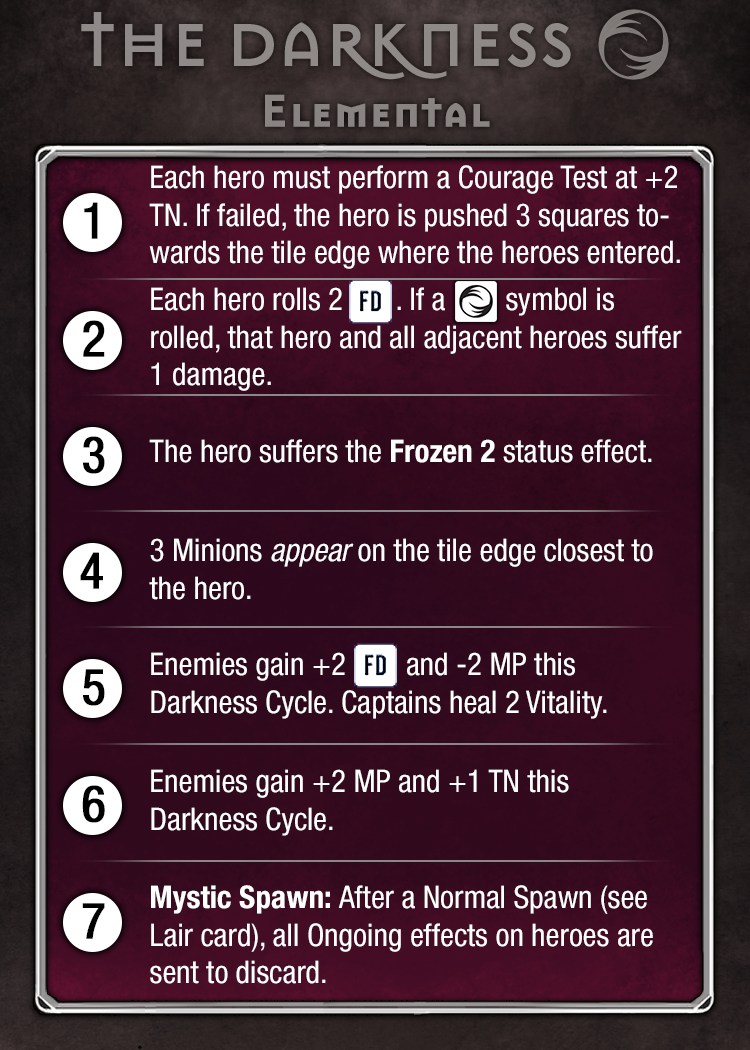 THE DARKNESS
ELEMENTAL
1
Each hero must perform a Courage Test at +2
TN. If failed, the hero is pushed 3 squares to-
wards the tile edge where the heroes entered.
2
Each hero rolls 2 FD . If a symbol is
rolled, that hero and all adjacent heroes suffer
1 damage.
3
The hero suffers the Frozen 2 status effect.
4
3 Minions appear on the tile edge closest to
the hero.
5
Enemies gain +2 FD and -2 MP this
Darkness Cycle. Captains heal 2 Vitality.
6
Enemies gain +2 MP and +1 TN this
Darkness Cycle.
7
Mystic Spawn: After a Normal Spawn (see
Lair card), all Ongoing effects on heroes are
sent to discard.